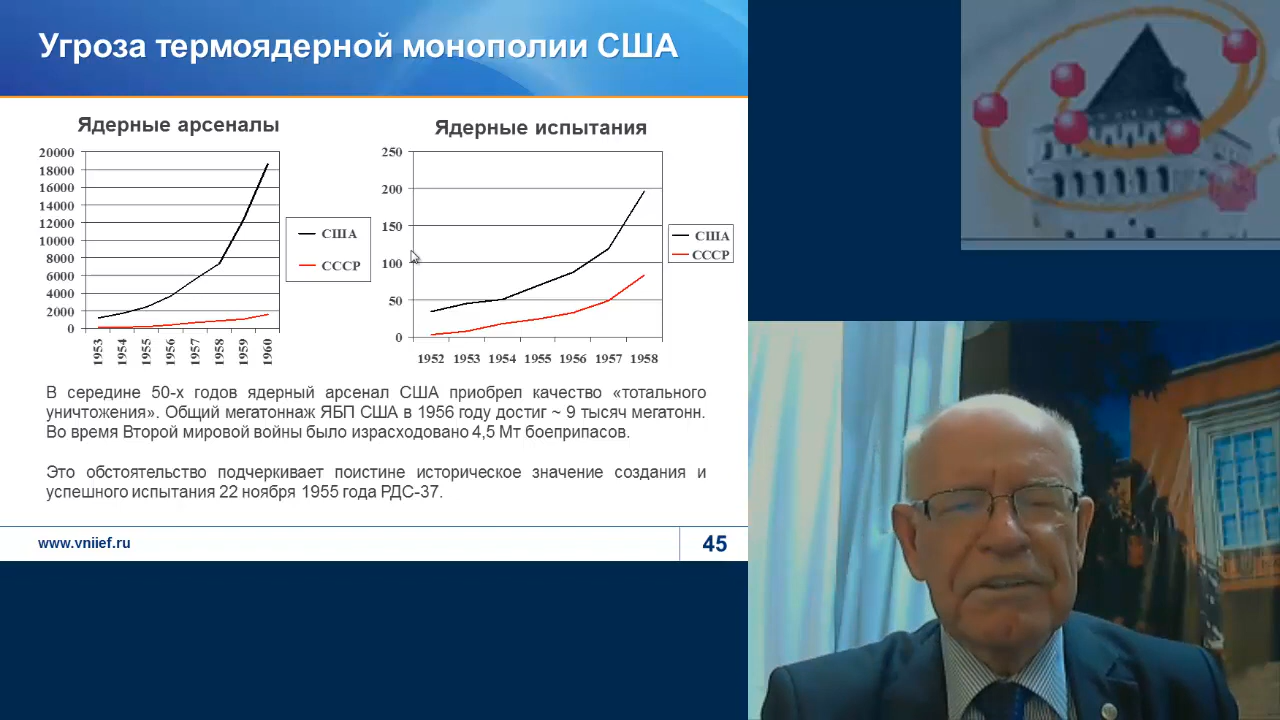 Угроза термоядерной монополии США
Ядерные арсеналы
20000
18000
16000
14000
12000
10000
8000
6000
4000
2000
0
1953
1954
1955
1956
1957
1958
1959
1960
США
СССР
Ядерные испытания
250
200
150
100
50
0
1952
1953
1954
1955
1956
1957
1958
США
СССР
В середине 50-х годов ядерный арсенал США приобрел качество «тотального
уничтожения». Общий мегатоннаж ЯБП США в 1956 году достиг ~ 9 тысяч мегатонн.
Во время Второй мировой войны было израсходовано 4,5 Мт боеприпасов.
Это обстоятельство подчеркивает поистине историческое значение создания и
успешного испытания 22 ноября 1955 года РДС-37.
www.vniief.ru
45